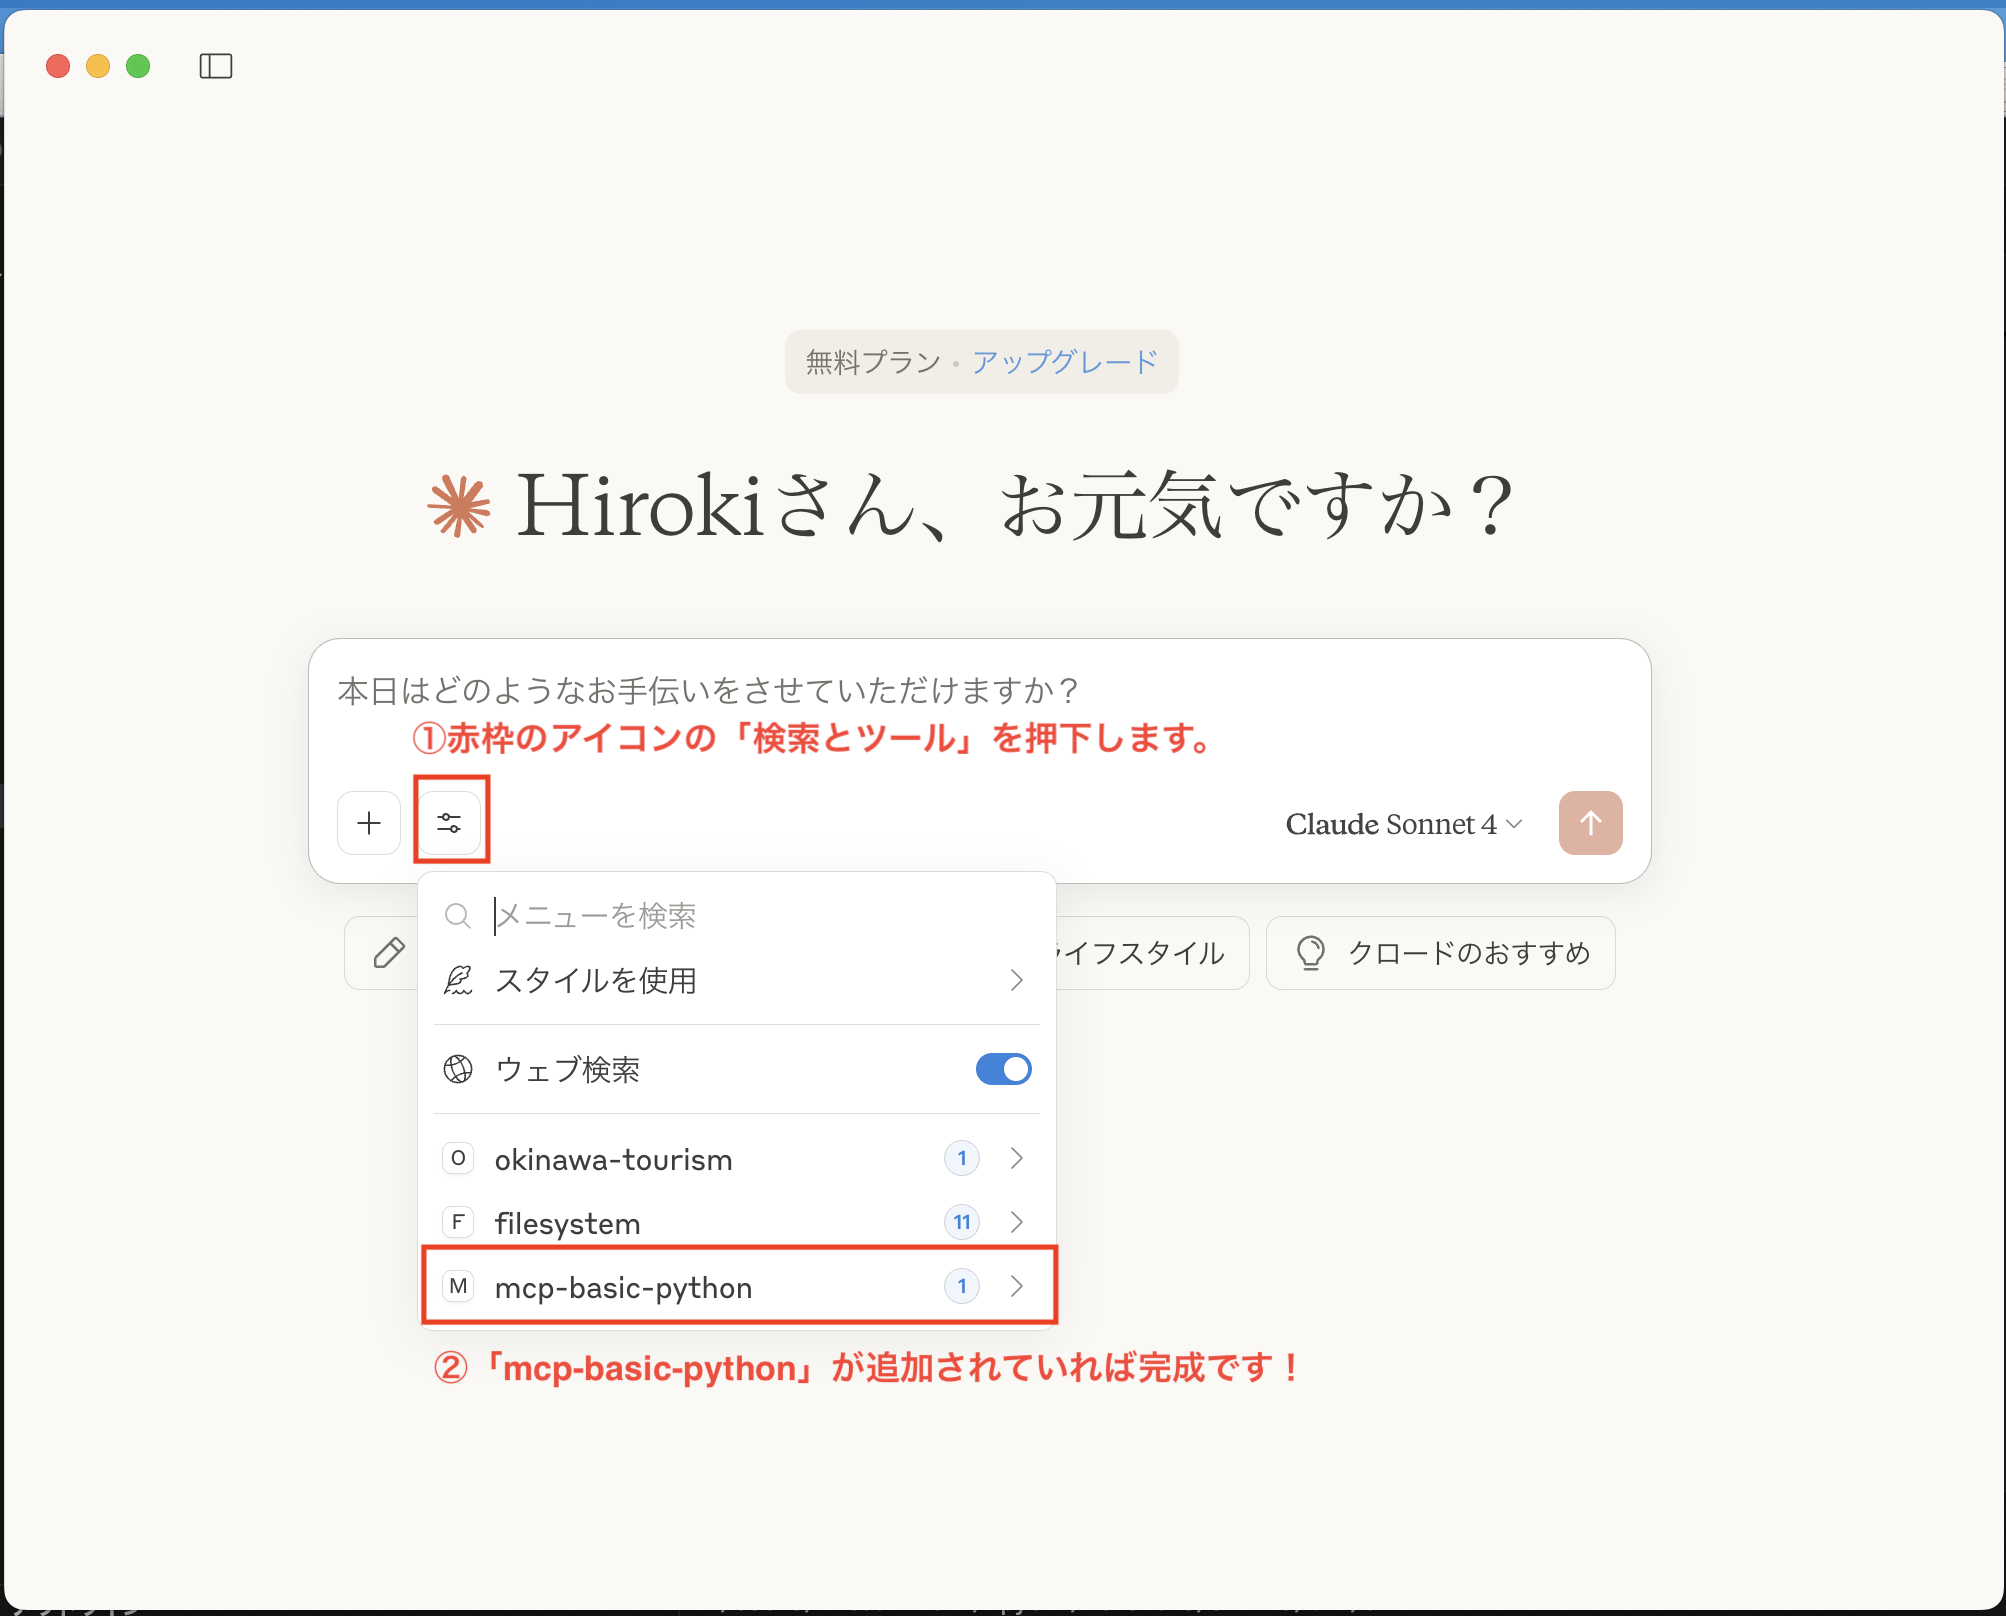 無料プラン • アップグレード
Hirokiさん、お元気ですか？
本日はどのようなお手伝いをさせていただけますか？
①赤枠のアイコンの「検索とツール」を押下します。
Claude Sonnet 4
メニューを検索
スタイルを使用
イフスタイル
クロードのおすすめ
ウェブ検索
O okinawa-tourism 1
F filesystem 11
M mcp-basic-python 1
②「mcp-basic-python」が追加されていれば完成です！